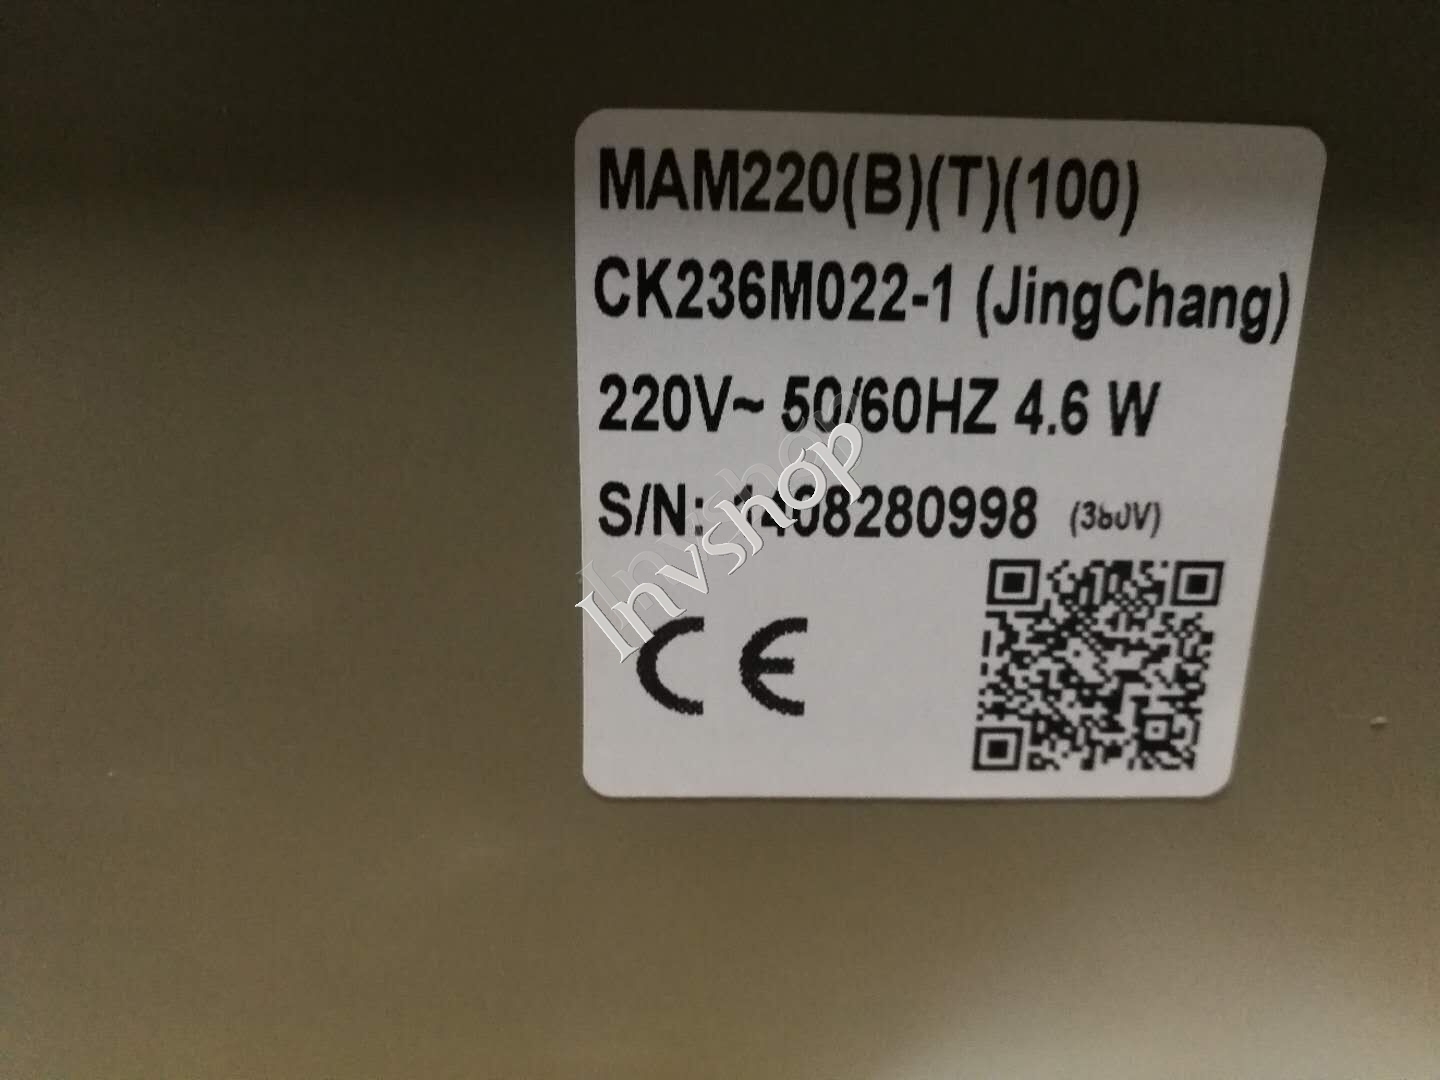 MAM220(B)(T)(100)
CK236M022-1 (JingChang)
220V~ 50/60HZ 4.6 W
S/N: 1408280998 (380V)
CE
Invshop